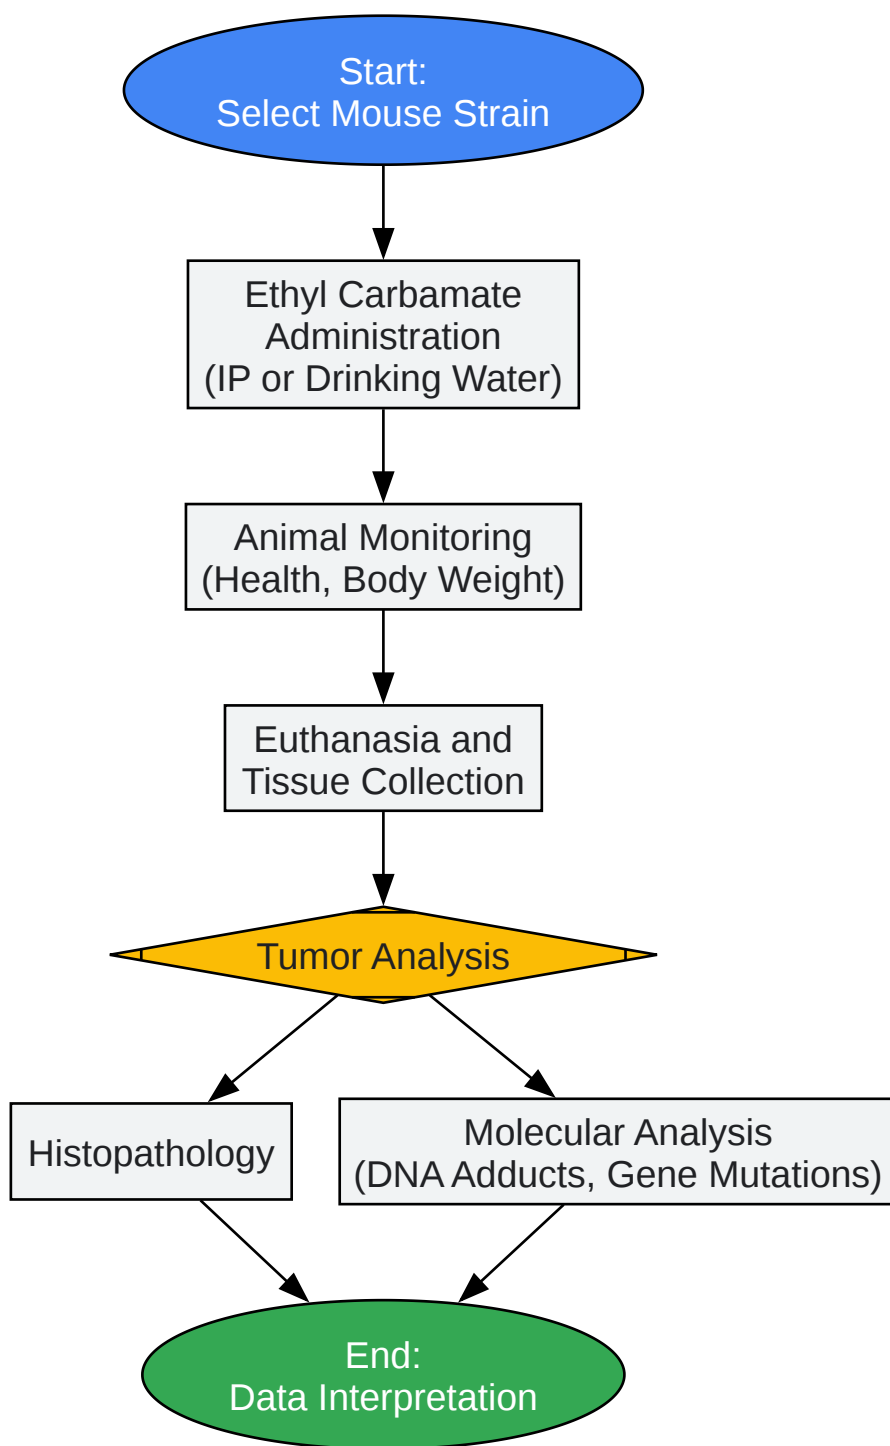 Start:
Select Mouse Strain
Ethyl Carbamate
Administration
(IP or Drinking Water)
Animal Monitoring
(Health, Body Weight)
Euthanasia and
Tissue Collection
Tumor Analysis
Histopathology
Molecular Analysis
(DNA Adducts, Gene Mutations)
End:
Data Interpretation